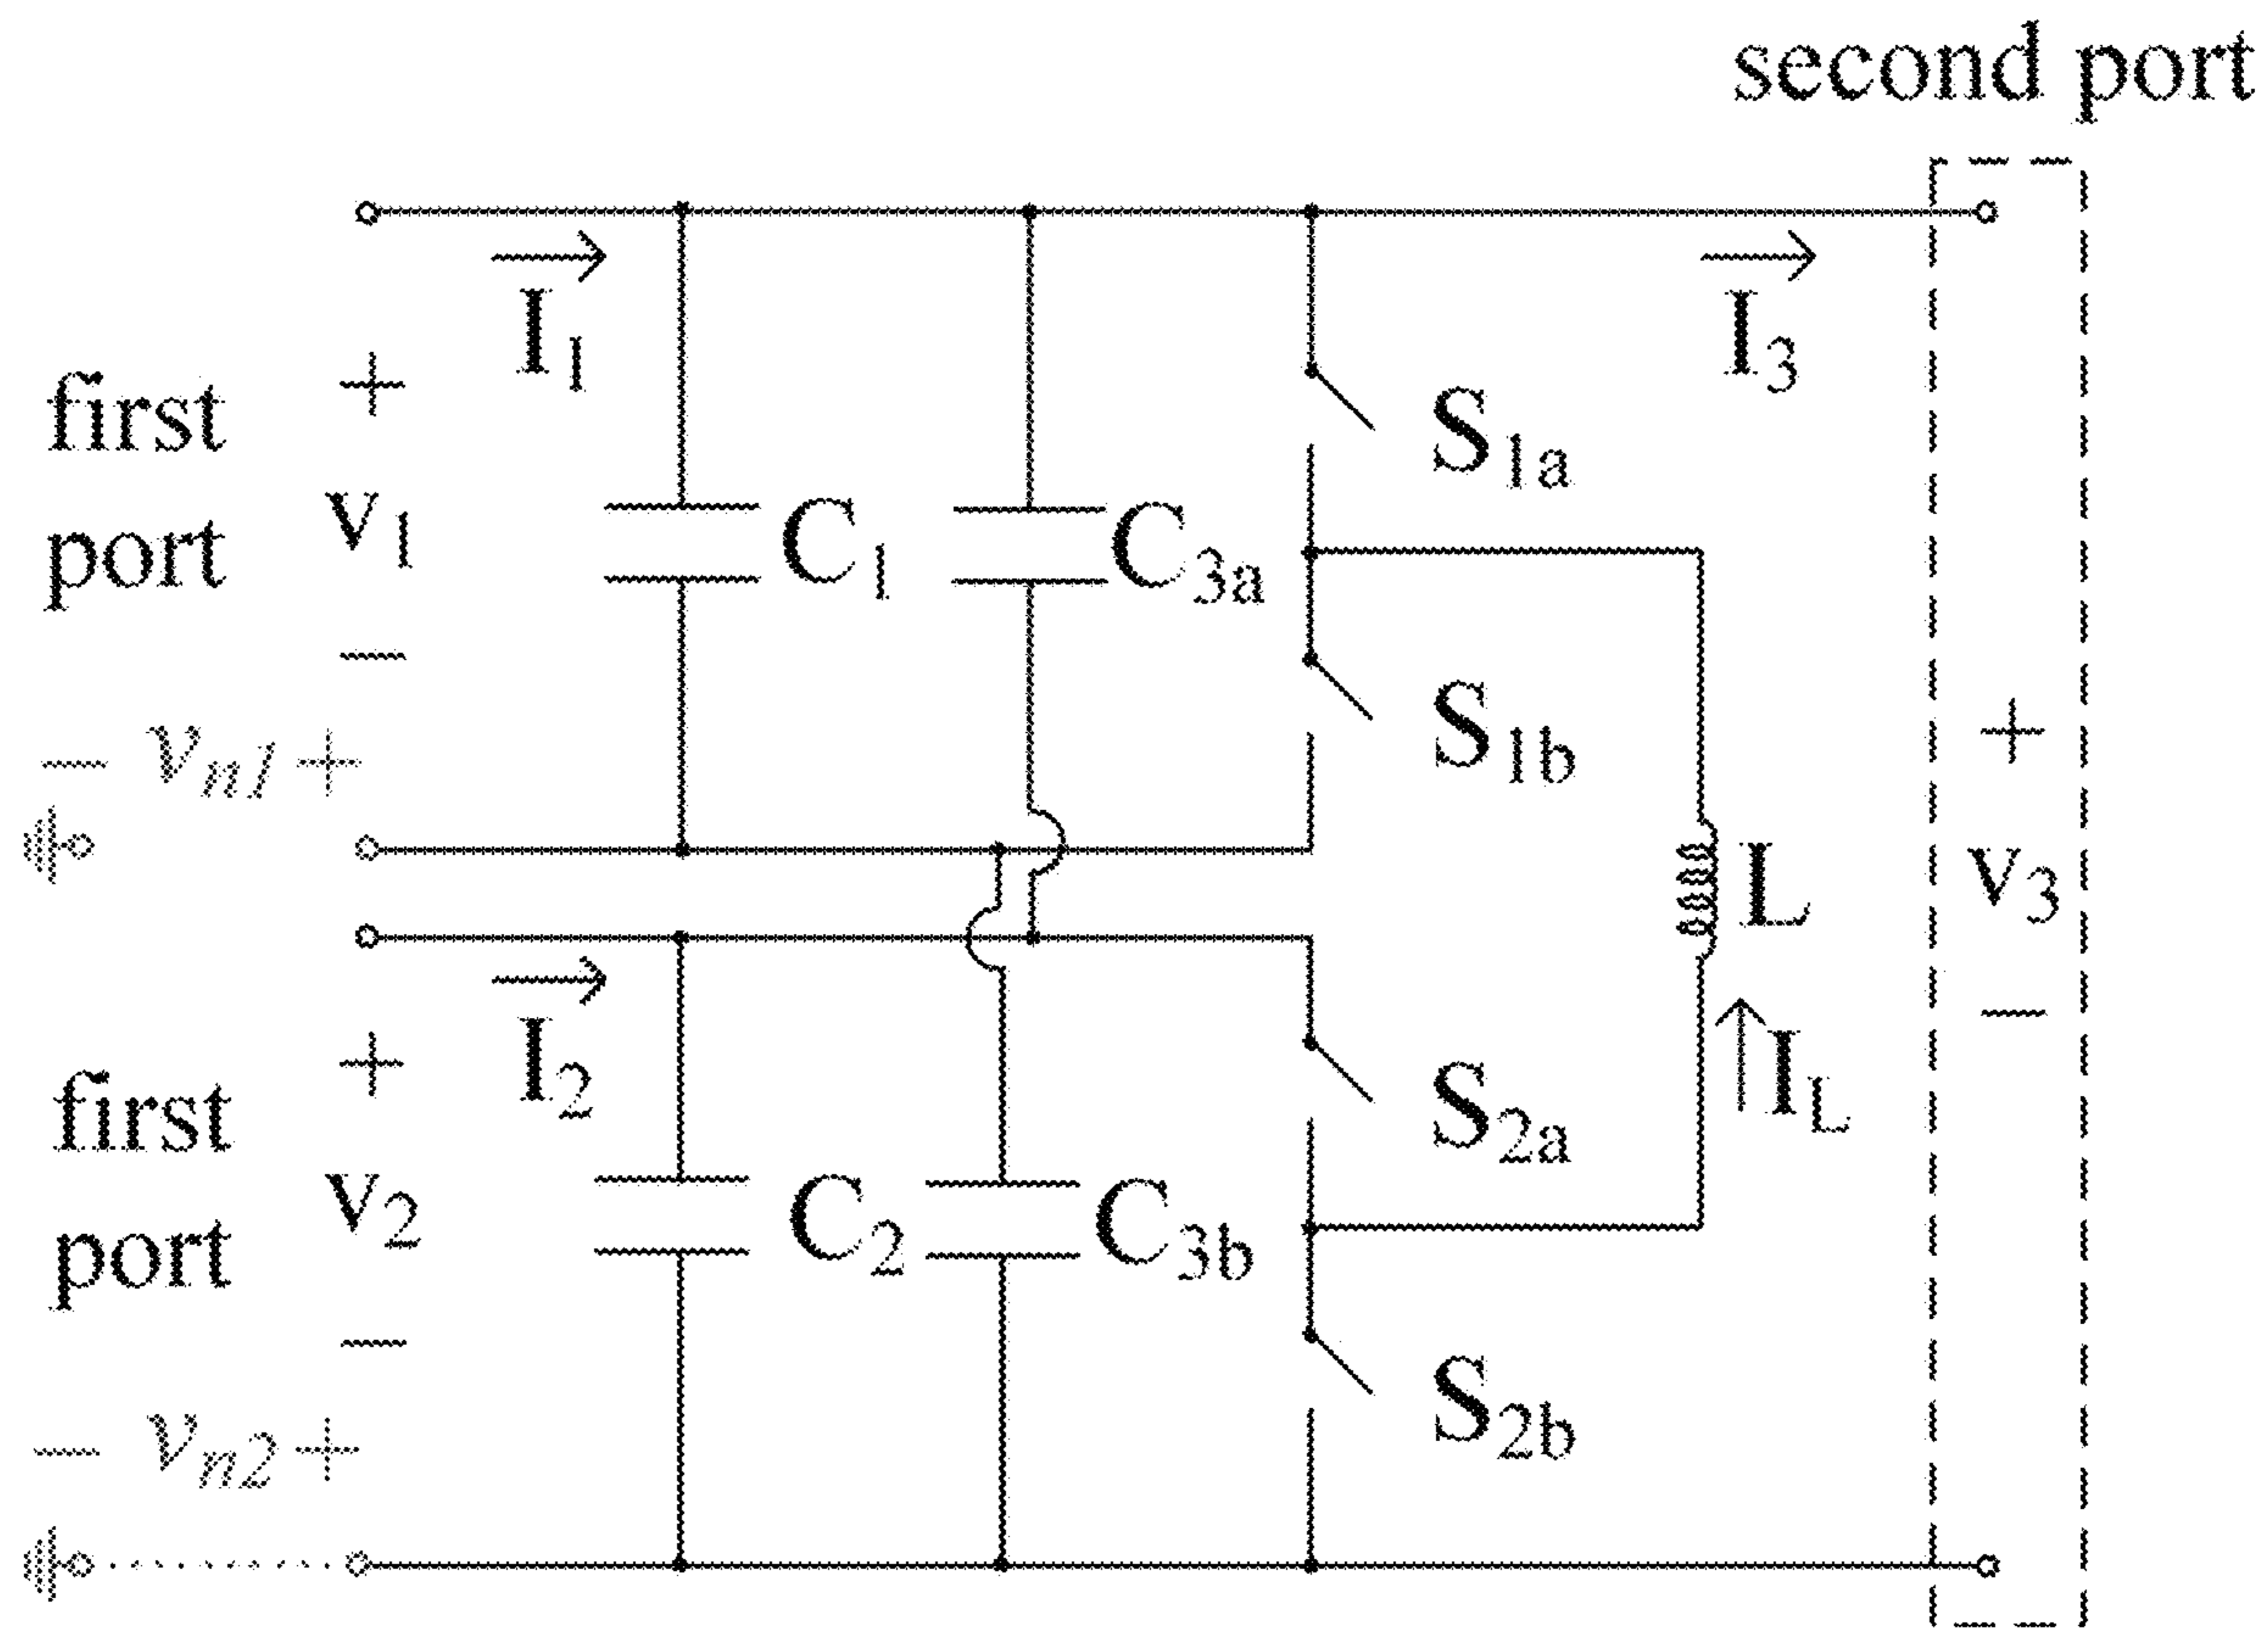 second port
I1
I3
first
port
+
v1
−
C1
C3a
S1a
S1b
− vn1 +
+
v3
−
L
I2
IL
first
port
+
v2
−
C2
C3b
S2a
S2b
− vn2 +